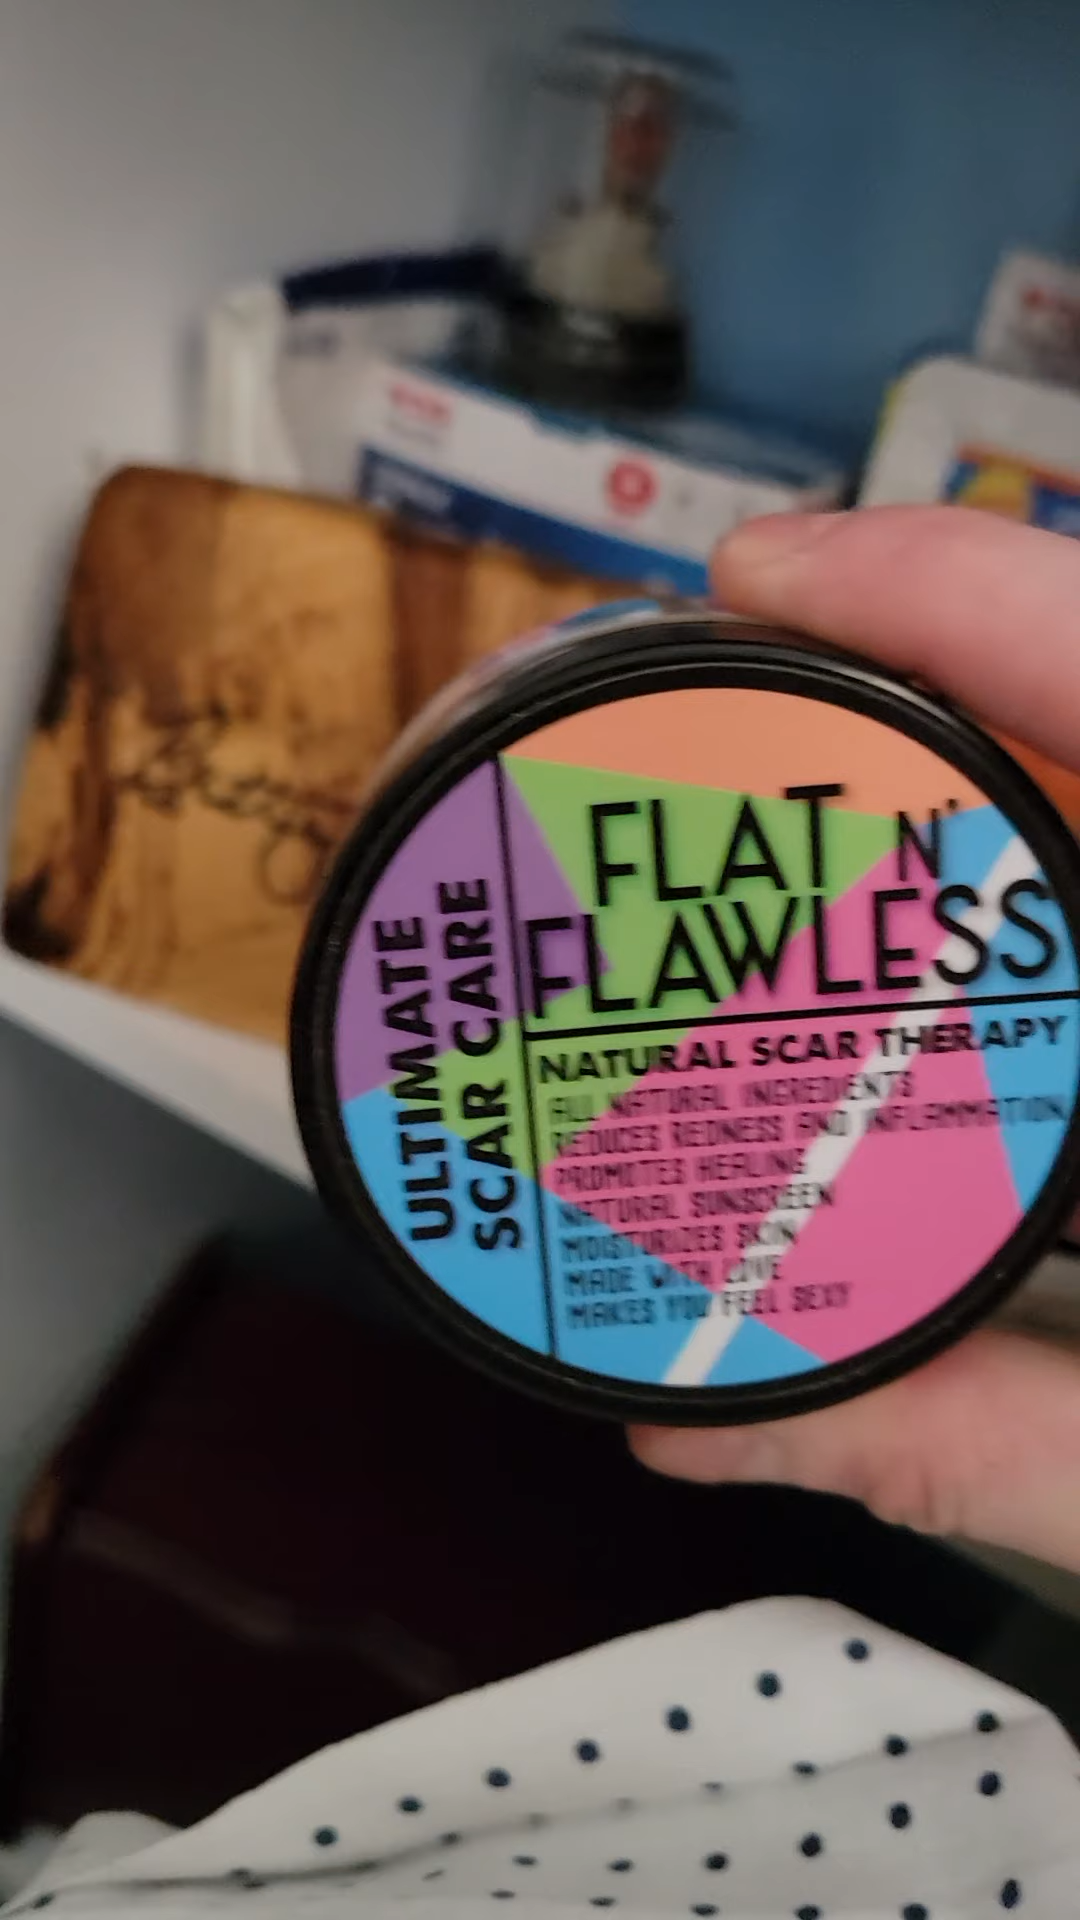 ULTIMATE
SCAR CARE
FLAT N'
FLAWLESS
NATURAL SCAR THERAPY
ALL NATURAL INGREDIENTS
REDUCES REDNESS AND INFLAMMATION
PROMOTES HEALING
NATURAL SUNSCREEN
MOISTURIZES SKIN
MADE WITH LOVE
MAKES YOU FEEL SEXY